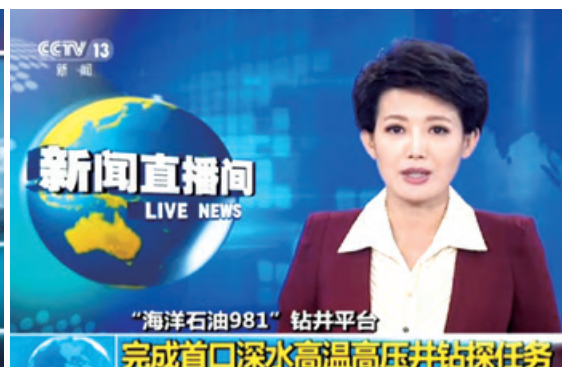 CCTV 13
新闻
新闻直播间
LIVE NEWS
“海洋石油981”钻井平台
完成首口深水高温高压井钻探任务